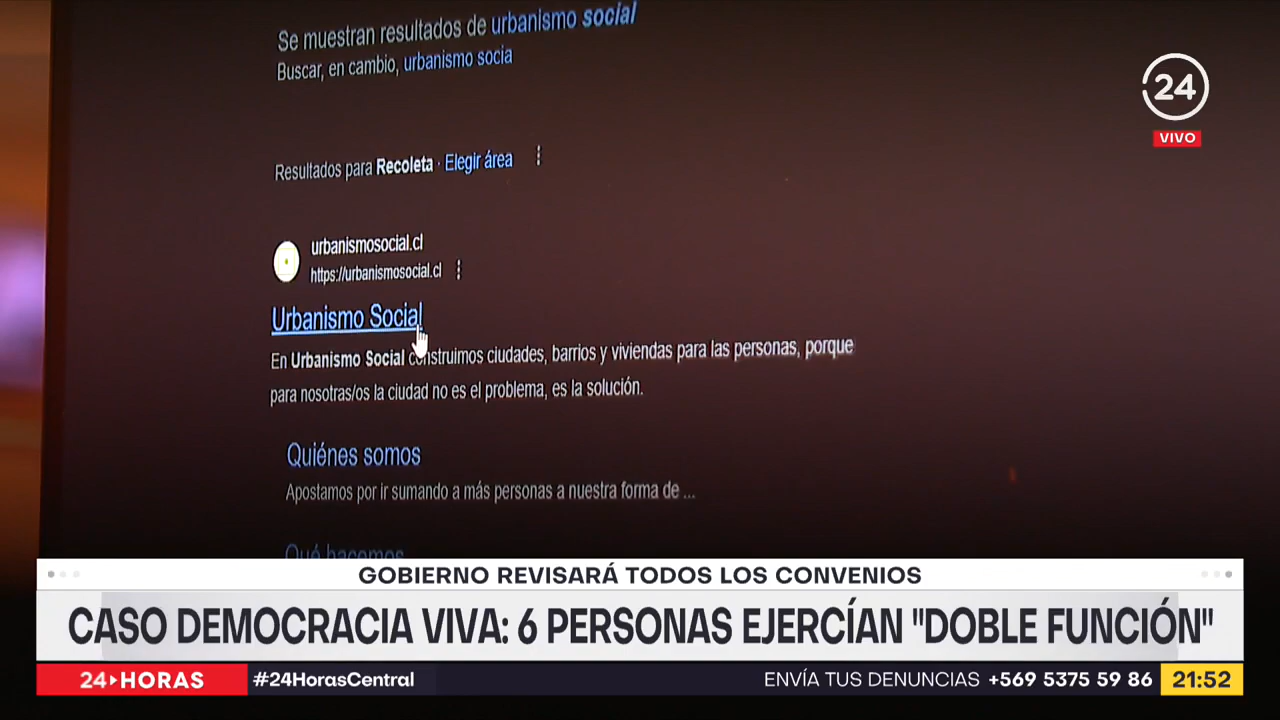 Se muestran resultados de urbanismo social
Buscar, en cambio, urbanismo socia
24
VIVO
Resultados para Recoleta · Elegir área
urbanismosocial.cl
https://urbanismosocial.cl
Urbanismo Social
En Urbanismo Social construimos ciudades, barrios y viviendas para las personas, porque
para nosotras/os la ciudad no es el problema, es la solución.
Quiénes somos
Apostamos por ir sumando a más personas a nuestra forma de ...
Qué hacemos
GOBIERNO REVISARÁ TODOS LOS CONVENIOS
CASO DEMOCRACIA VIVA: 6 PERSONAS EJERCÍAN "DOBLE FUNCIÓN"
24 HORAS #24HorasCentral ENVÍA TUS DENUNCIAS +569 5375 59 86 21:52